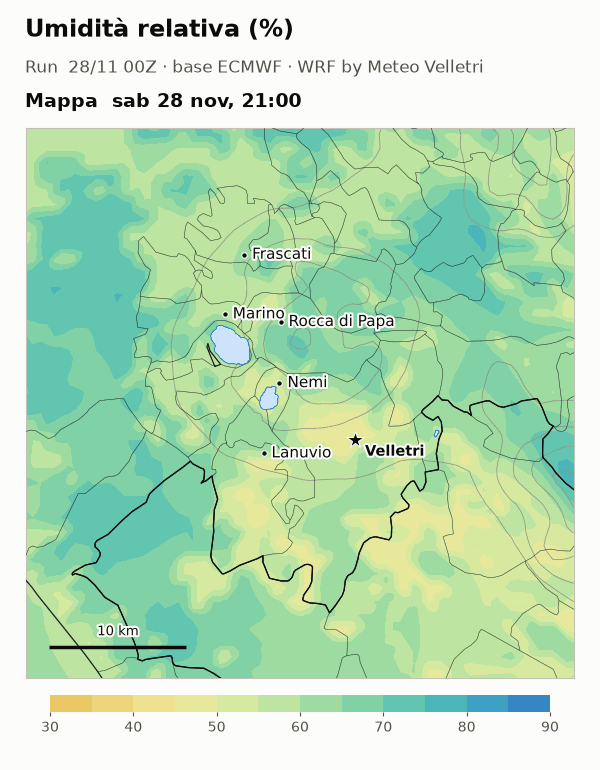 Umidità relativa (%)
Run  28/11 00Z · base ECMWF · WRF by Meteo Velletri
Mappa  sab 28 nov, 21:00
Frascati
Marino
Rocca di Papa
Nemi
Lanuvio
Velletri
10 km
30 40 50 60 70 80 90